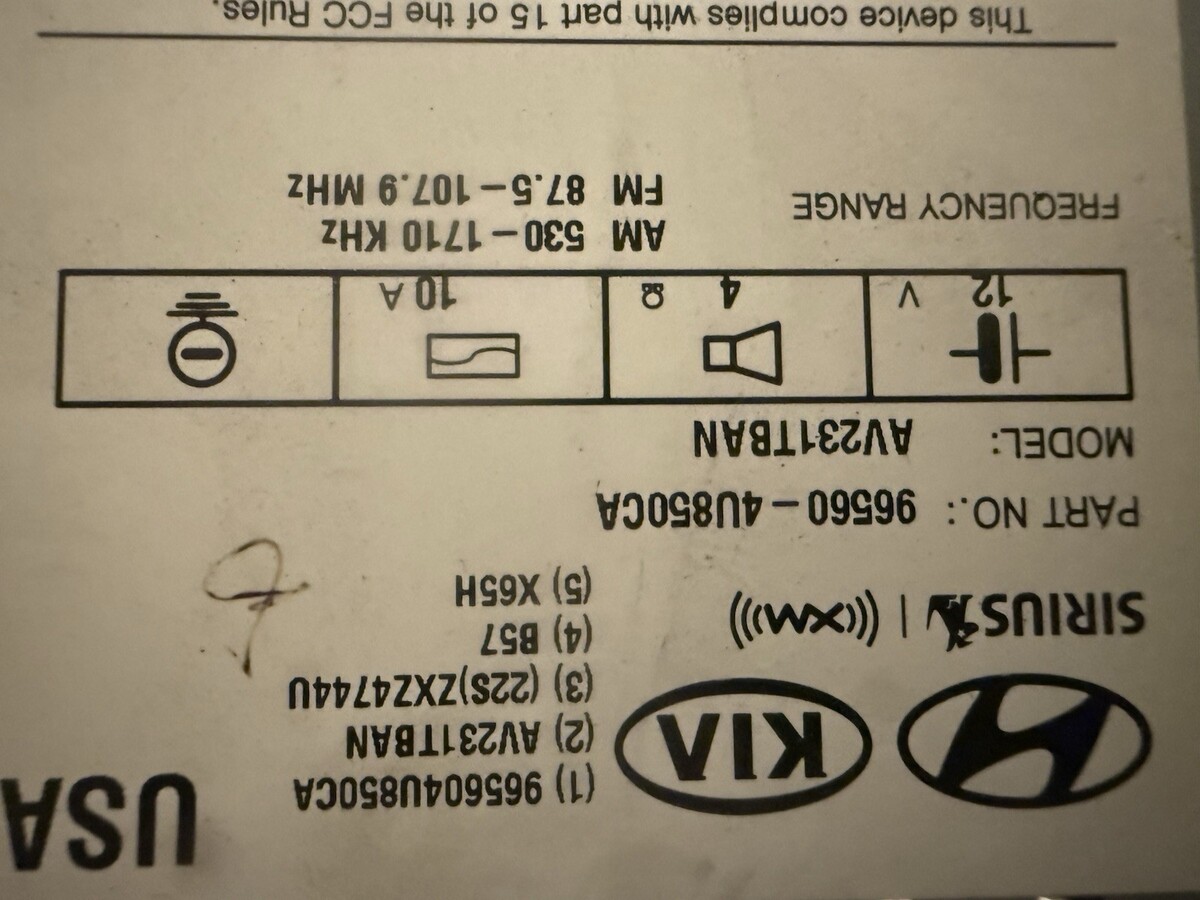 USA
(1) 965604U850CA
(2) AV231TBAN
(3) (22S)ZXZ4744U
(4) B57
(5) X65H
KIA
SIRIUS | ((XM))
PART NO.: 96560-4U850CA
MODEL: AV231TBAN
12 V
4 Ω
10 A
FREQUENCY RANGE
AM 530-1710 KHz
FM 87.5-107.9 MHz
This device complies with part 15 of the FCC Rules.